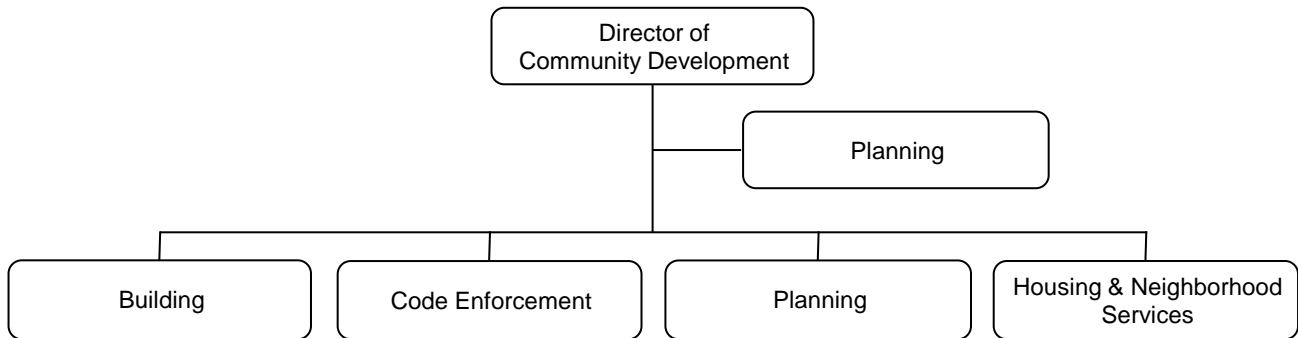 Director of
Community Development
Planning
Building
Code Enforcement
Planning
Housing & Neighborhood
Services